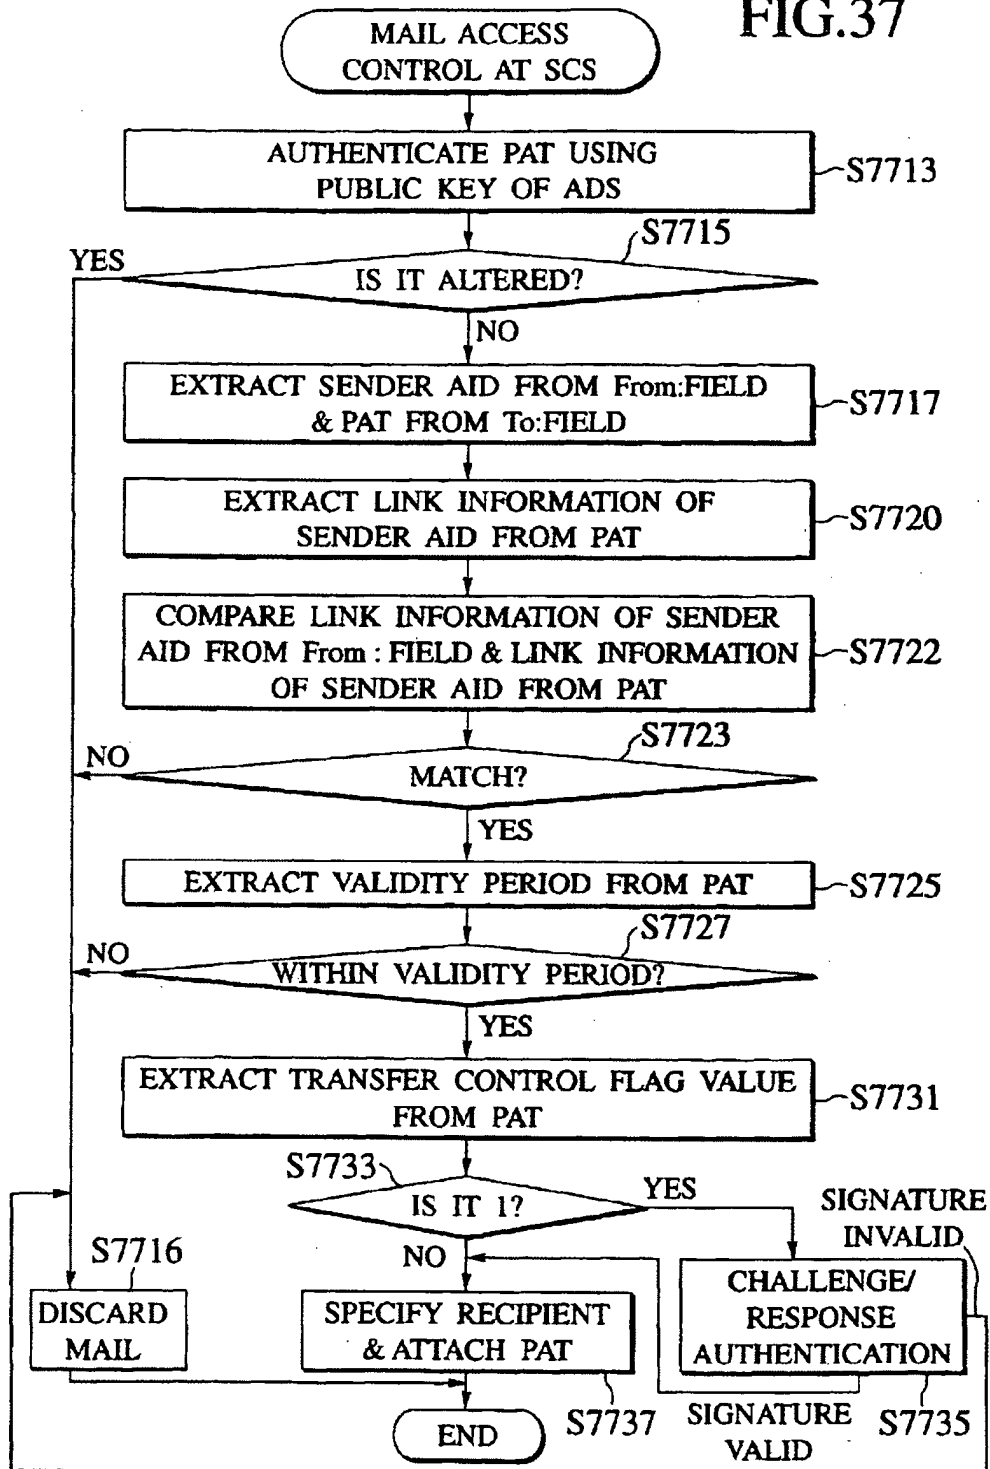 FIG.37
MAIL ACCESS
CONTROL AT SCS
AUTHENTICATE PAT USING
PUBLIC KEY OF ADS
S7713
S7715
YES
IS IT ALTERED?
NO
EXTRACT SENDER AID FROM From:FIELD
& PAT FROM To:FIELD
S7717
EXTRACT LINK INFORMATION OF
SENDER AID FROM PAT
S7720
COMPARE LINK INFORMATION OF SENDER
AID FROM From : FIELD & LINK INFORMATION
OF SENDER AID FROM PAT
S7722
S7723
NO
MATCH?
YES
EXTRACT VALIDITY PERIOD FROM PAT
S7725
S7727
NO
WITHIN VALIDITY PERIOD?
YES
EXTRACT TRANSFER CONTROL FLAG VALUE
FROM PAT
S7731
S7733
IS IT 1?
YES
NO
SIGNATURE
INVALID
S7716
DISCARD
MAIL
SPECIFY RECIPIENT
& ATTACH PAT
S7737
CHALLENGE/
RESPONSE
AUTHENTICATION
S7735
SIGNATURE
VALID
END